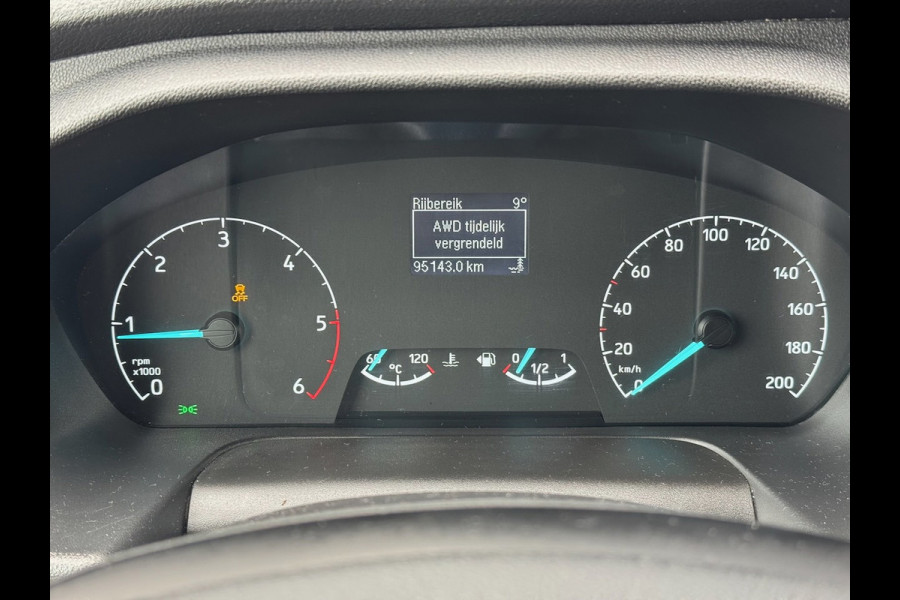 Rijbereik 9°
AWD tijdelijk
vergrendeld
95143.0 km
0 1 2 3 4 5 6
rpm
x1000
OFF
60 120
°C
0 1/2 1
0 20 40 60 80 100 120 140 160 180 200
km/h